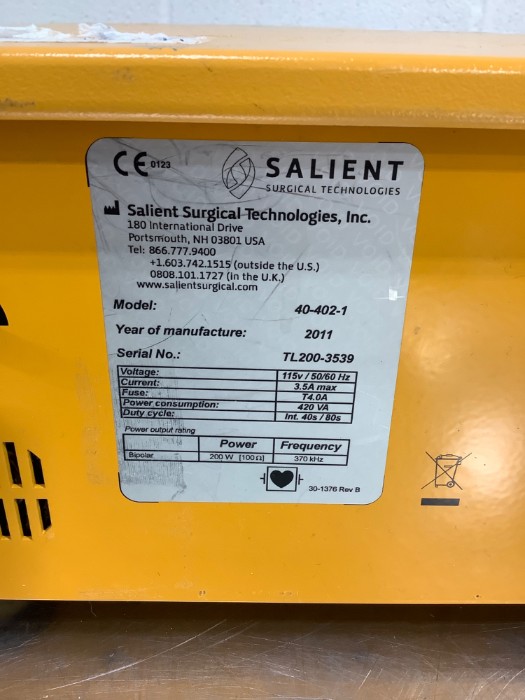 CE 0123
SALIENT
SURGICAL TECHNOLOGIES
Salient Surgical Technologies, Inc.
180 International Drive
Portsmouth, NH 03801 USA
Tel: 866.777.9400
+1.603.742.1515 (outside the U.S.)
0808.101.1727 (in the U.K.)
www.salientsurgical.com
Model: 40-402-1
Year of manufacture: 2011
Serial No.: TL200-3539
Voltage: 115v / 50/60 Hz
Current: 3.5A max
Fuse: T4.0A
Power consumption: 420 VA
Duty cycle: Int. 40s / 80s
Power output rating
Power Frequency
Bipolar 200 W [100Ω] 370 kHz
30-1376 Rev B